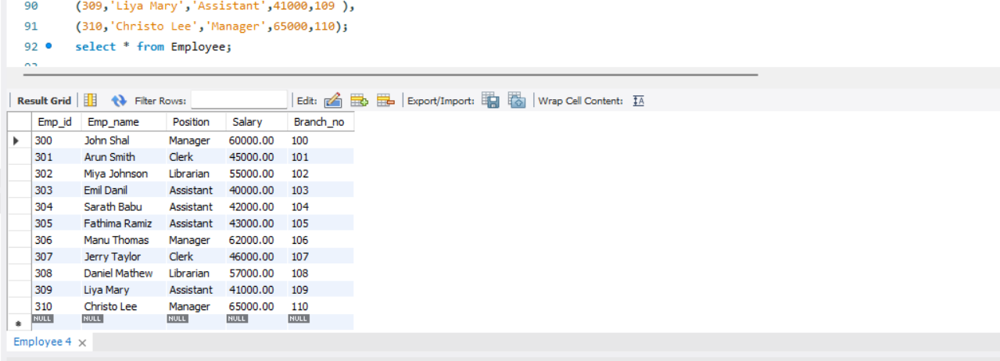 90 (309,'Liya Mary','Assistant',41000,109 ),
91 (310,'Christo Lee','Manager',65000,110);
92 select * from Employee;
Result Grid Filter Rows: Edit: Export/Import: Wrap Cell Content: IA
Emp_id Emp_name Position Salary Branch_no
300 John Shal Manager 60000.00 100
301 Arun Smith Clerk 45000.00 101
302 Miya Johnson Librarian 55000.00 102
303 Emil Danil Assistant 40000.00 103
304 Sarath Babu Assistant 42000.00 104
305 Fathima Ramiz Assistant 43000.00 105
306 Manu Thomas Manager 62000.00 106
307 Jerry Taylor Clerk 46000.00 107
308 Daniel Mathew Librarian 57000.00 108
309 Liya Mary Assistant 41000.00 109
310 Christo Lee Manager 65000.00 110
NULL NULL NULL NULL NULL
Employee 4